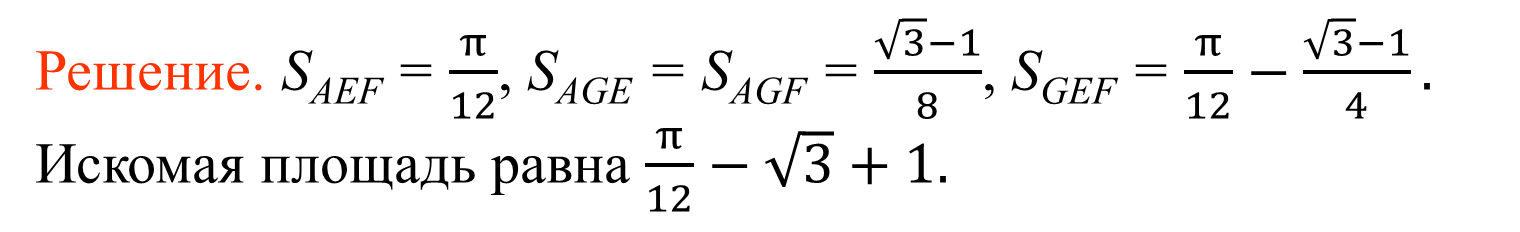 Решение. S_{AEF} = π/12, S_{AGE} = S_{AGF} = (√3−1)/8, S_{GEF} = π/12 − (√3−1)/4.
Искомая площадь равна π/12 − √3 + 1.